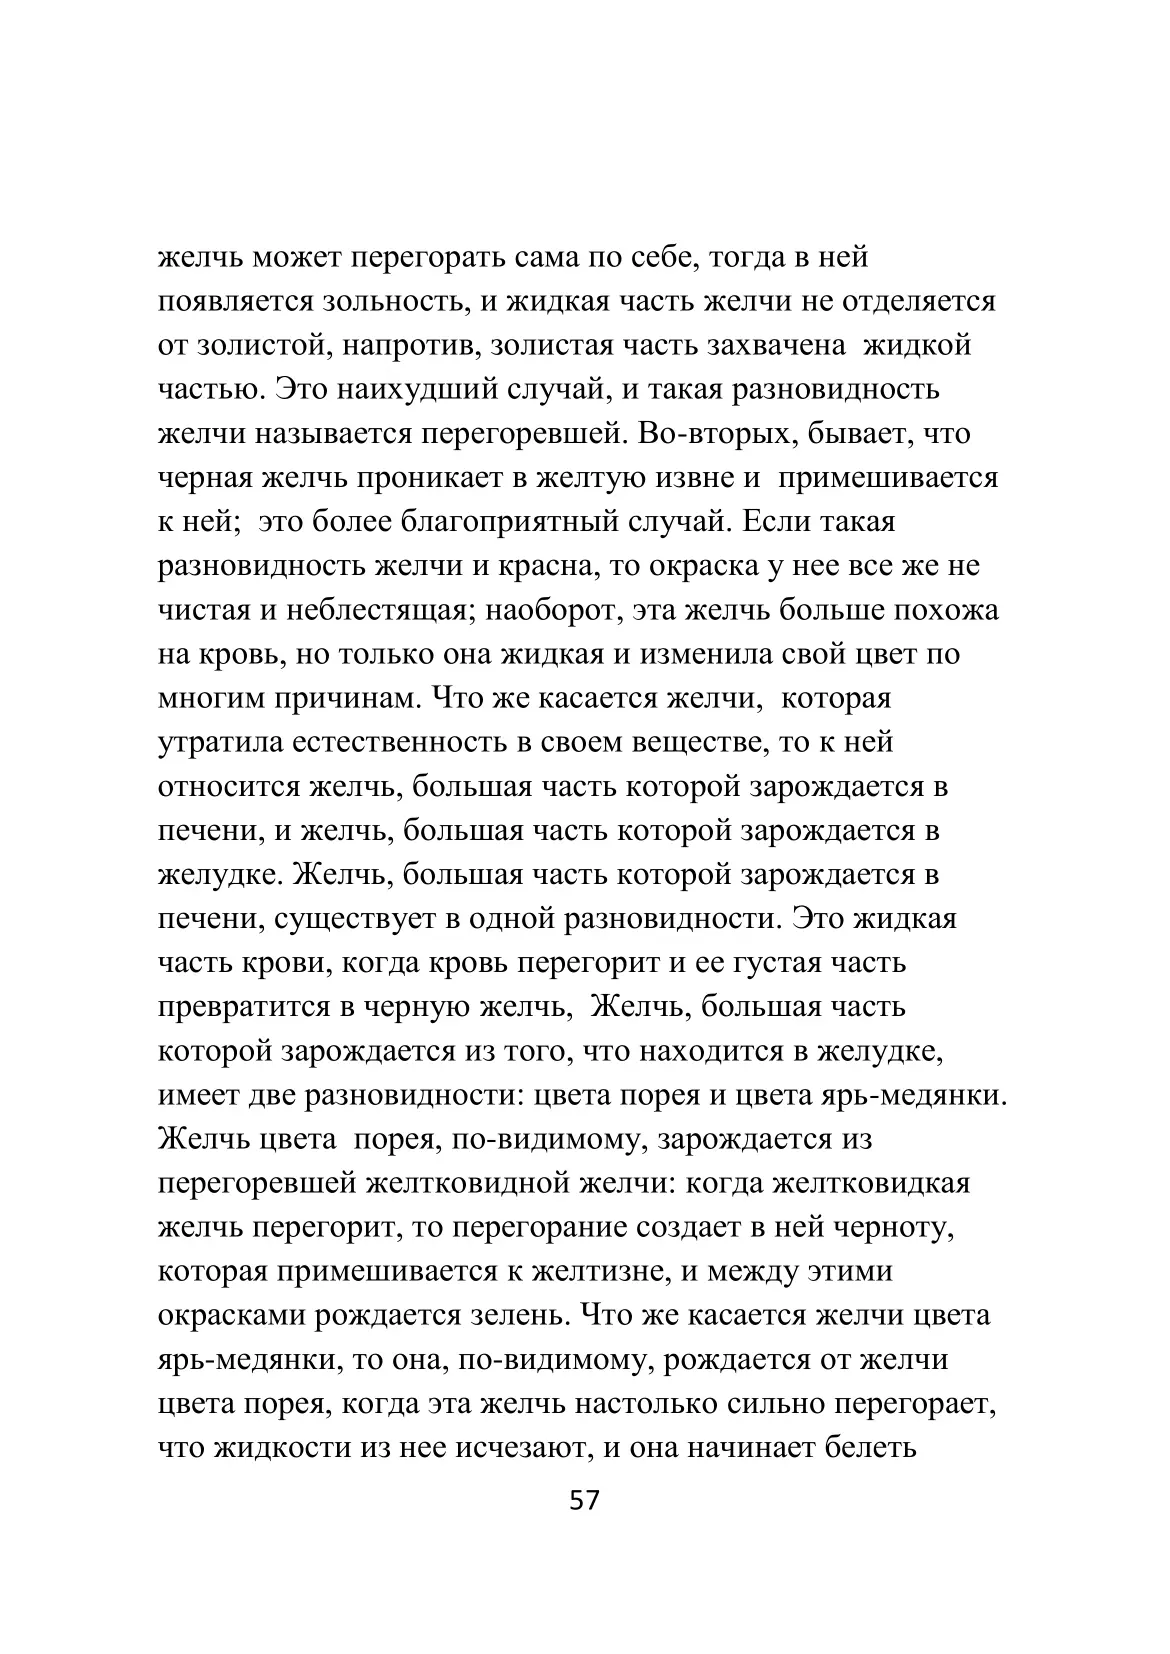 желчь может перегорать сама по себе, тогда в ней
появляется зольность, и жидкая часть желчи не отделяется
от золистой, напротив, золистая часть захвачена  жидкой
частью. Это наихудший случай, и такая разновидность
желчи называется перегоревшей. Во-вторых, бывает, что
черная желчь проникает в желтую извне и  примешивается
к ней;  это более благоприятный случай. Если такая
разновидность желчи и красна, то окраска у нее все же не
чистая и неблестящая; наоборот, эта желчь больше похожа
на кровь, но только она жидкая и изменила свой цвет по
многим причинам. Что же касается желчи,  которая
утратила естественность в своем веществе, то к ней
относится желчь, большая часть которой зарождается в
печени, и желчь, большая часть которой зарождается в
желудке. Желчь, большая часть которой зарождается в
печени, существует в одной разновидности. Это жидкая
часть крови, когда кровь перегорит и ее густая часть
превратится в черную желчь,  Желчь, большая часть
которой зарождается из того, что находится в желудке,
имеет две разновидности: цвета порея и цвета ярь-медянки.
Желчь цвета  порея, по-видимому, зарождается из
перегоревшей желтковидной желчи: когда желтковидкая
желчь перегорит, то перегорание создает в ней черноту,
которая примешивается к желтизне, и между этими
окрасками рождается зелень. Что же касается желчи цвета
ярь-медянки, то она, по-видимому, рождается от желчи
цвета порея, когда эта желчь настолько сильно перегорает,
что жидкости из нее исчезают, и она начинает белеть
57